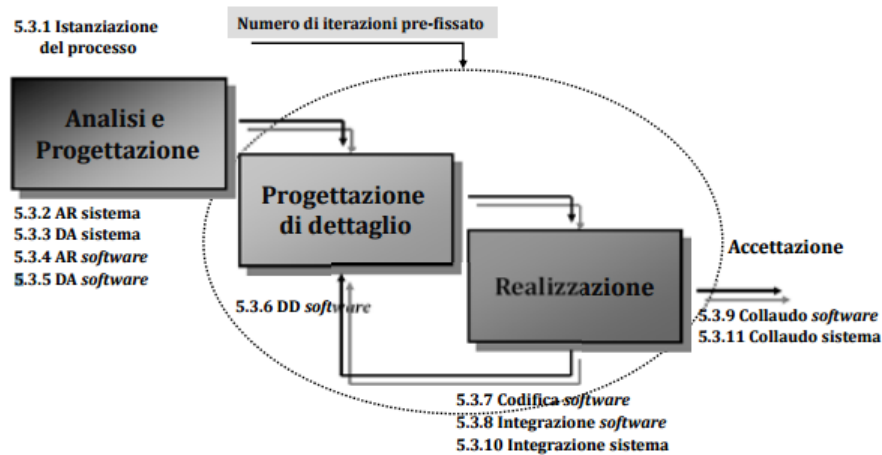 5.3.1 Istanziazione
del processo
Numero di iterazioni pre-fissato
Analisi e
Progettazione
5.3.2 AR sistema
5.3.3 DA sistema
5.3.4 AR software
5.3.5 DA software
Progettazione
di dettaglio
5.3.6 DD software
Realizzazione
Accettazione
5.3.9 Collaudo software
5.3.11 Collaudo sistema
5.3.7 Codifica software
5.3.8 Integrazione software
5.3.10 Integrazione sistema